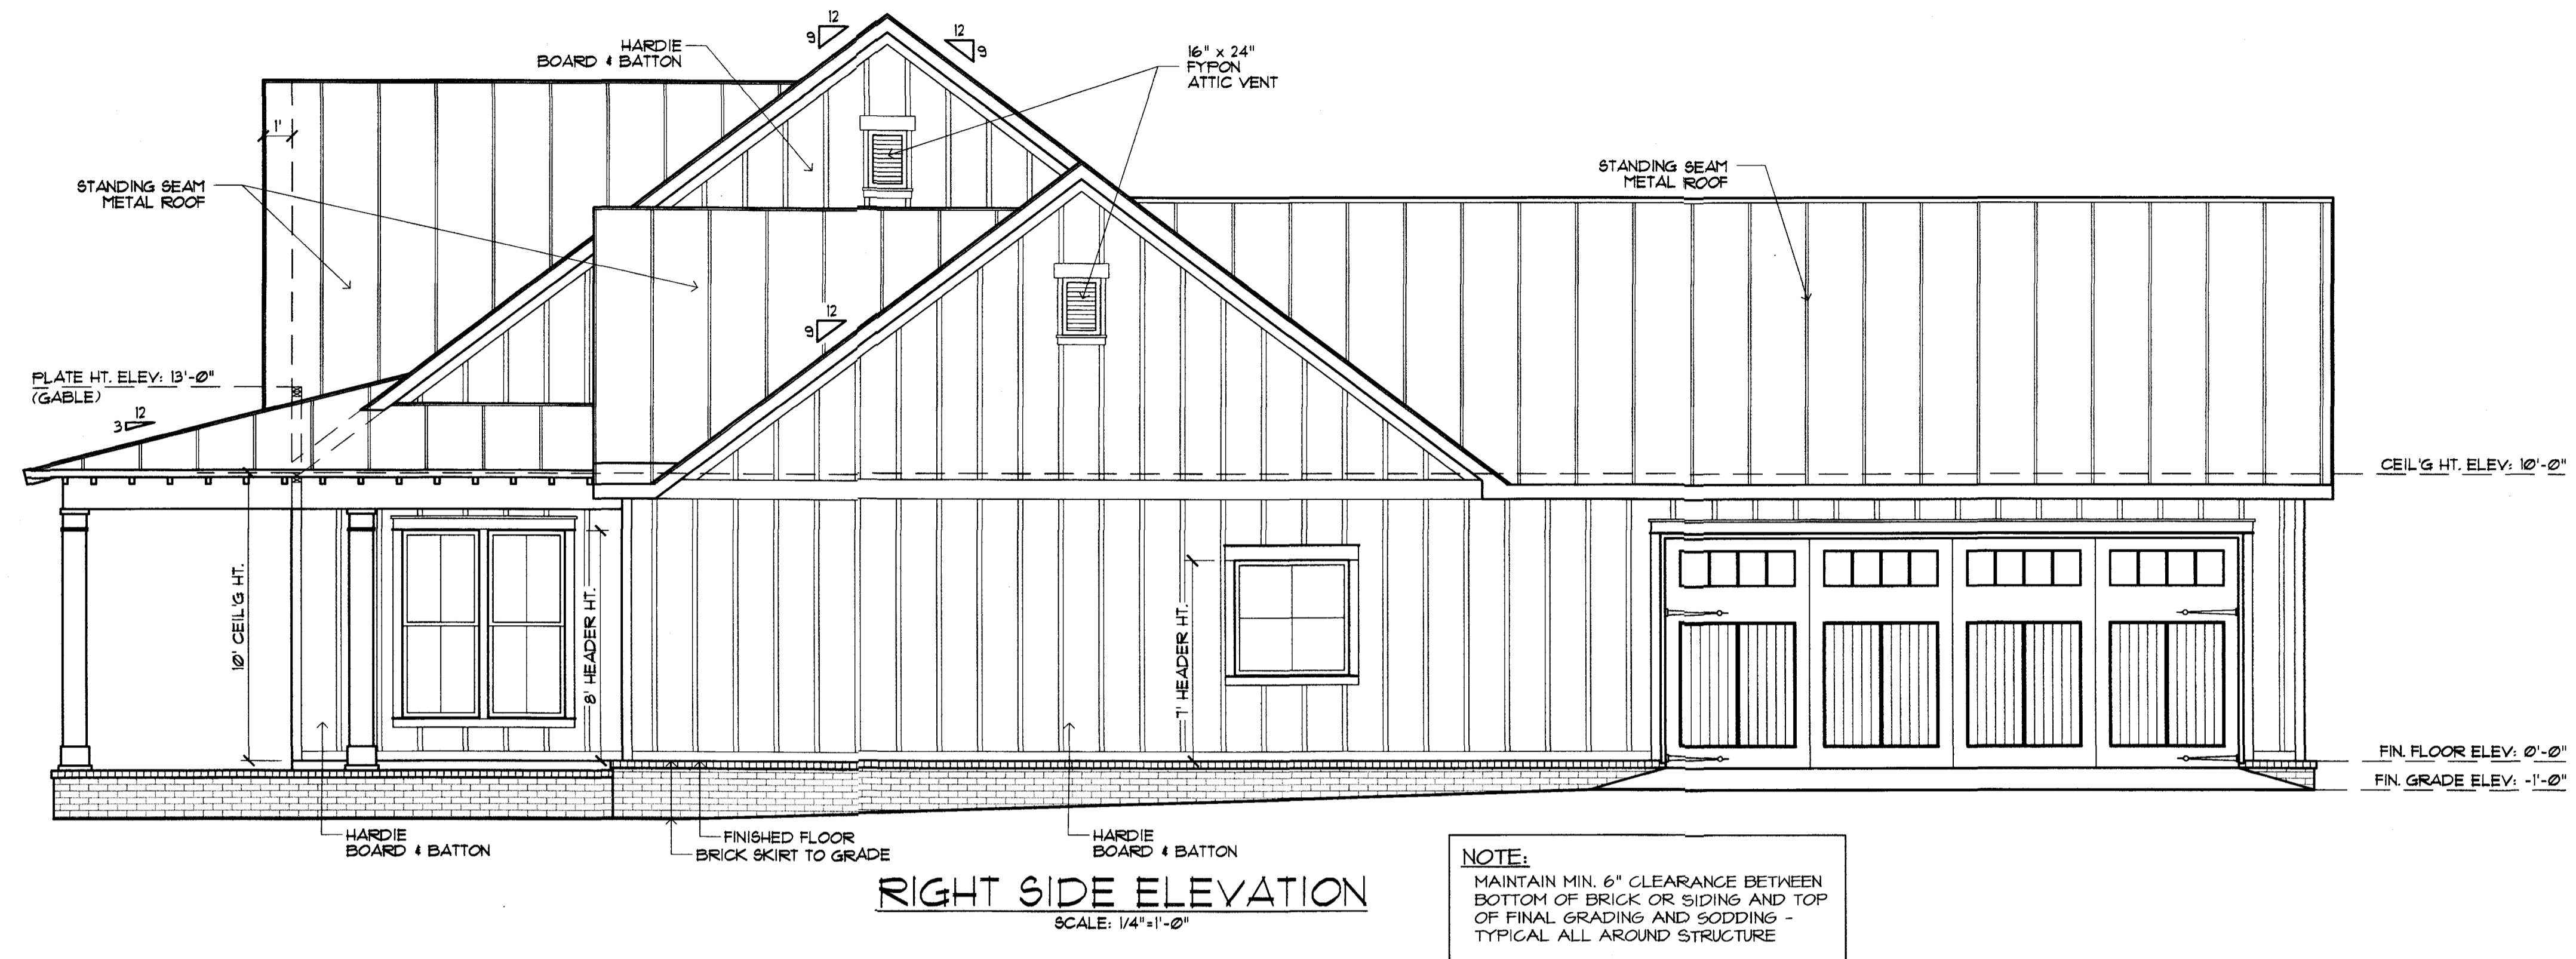 12
9
12
9
HARDIE
BOARD & BATTON
16" x 24"
FYPON
ATTIC VENT
1'
STANDING SEAM
METAL ROOF
STANDING SEAM
METAL ROOF
12
9
PLATE HT. ELEV: 13'-0"
(GABLE)
12
3
CEIL'G HT. ELEV: 10'-0"
10' CEIL'G HT.
8' HEADER HT.
7' HEADER HT.
FIN. FLOOR ELEV: 0'-0"
FIN. GRADE ELEV: -1'-0"
HARDIE
BOARD & BATTON
FINISHED FLOOR
BRICK SKIRT TO GRADE
HARDIE
BOARD & BATTON
RIGHT SIDE ELEVATION
SCALE: 1/4"=1'-0"
NOTE:
MAINTAIN MIN. 6" CLEARANCE BETWEEN
BOTTOM OF BRICK OR SIDING AND TOP
OF FINAL GRADING AND SODDING -
TYPICAL ALL AROUND STRUCTURE